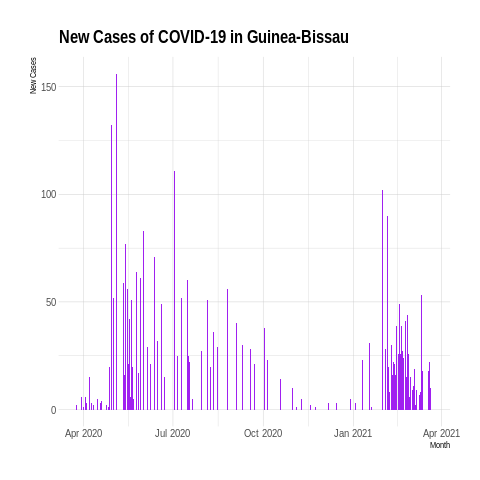 New Cases of COVID-19 in Guinea-Bissau
New Cases
150
100
50
0
Apr 2020 Jul 2020 Oct 2020 Jan 2021 Apr 2021
Month